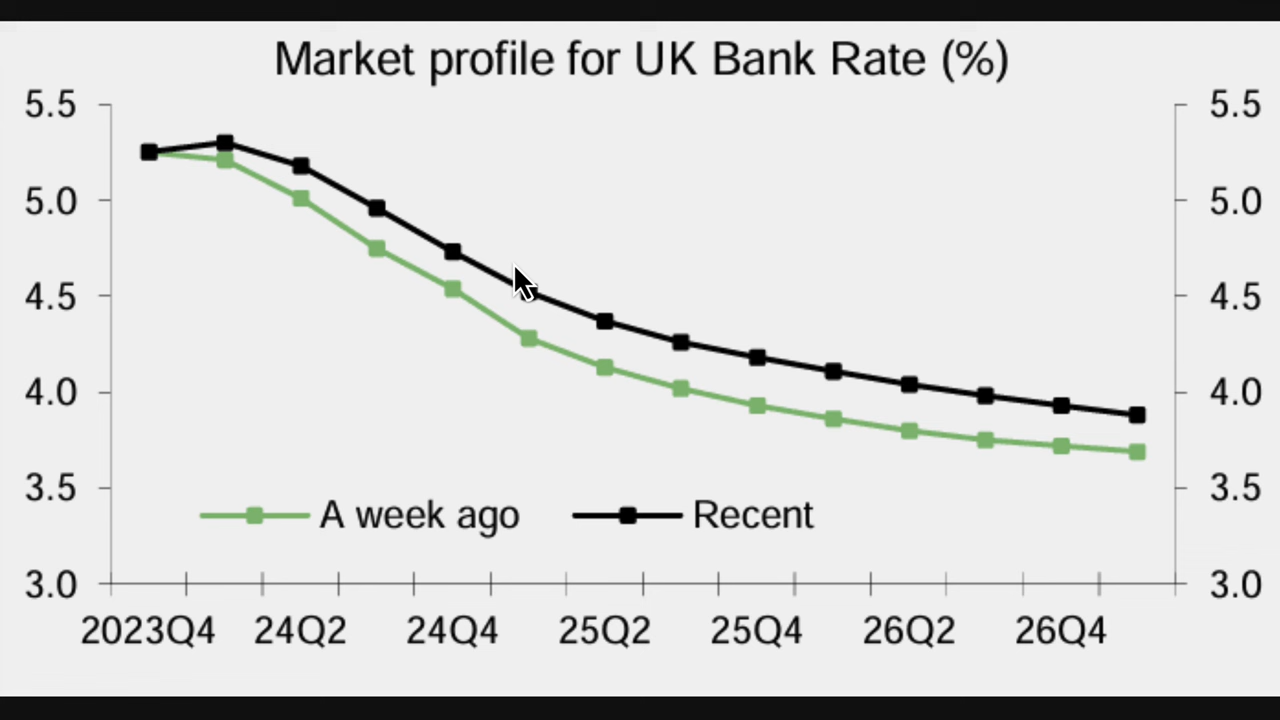 Market profile for UK Bank Rate (%)
5.5 5.5
5.0 5.0
4.5 4.5
4.0 4.0
3.5 3.5
A week ago Recent
3.0 3.0
2023Q4 24Q2 24Q4 25Q2 25Q4 26Q2 26Q4